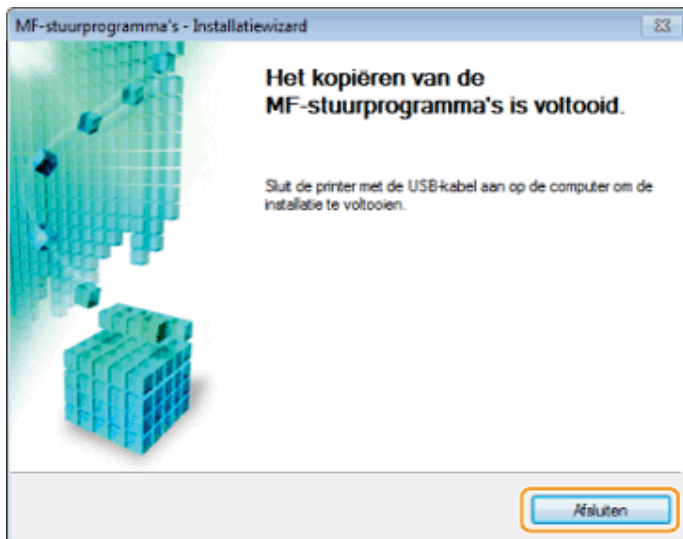 MF-stuurprogramma's - Installatiewizard
Het kopiëren van de
MF-stuurprogramma's is voltooid.
Sluit de printer met de USB-kabel aan op de computer om de
installatie te voltooien.
Afsluiten